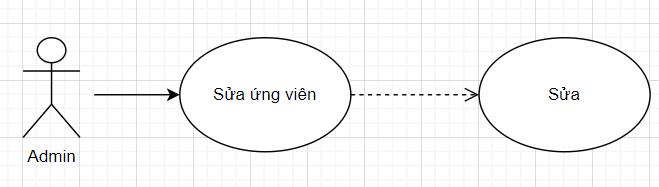 Sửa ứng viên
Sửa
Admin